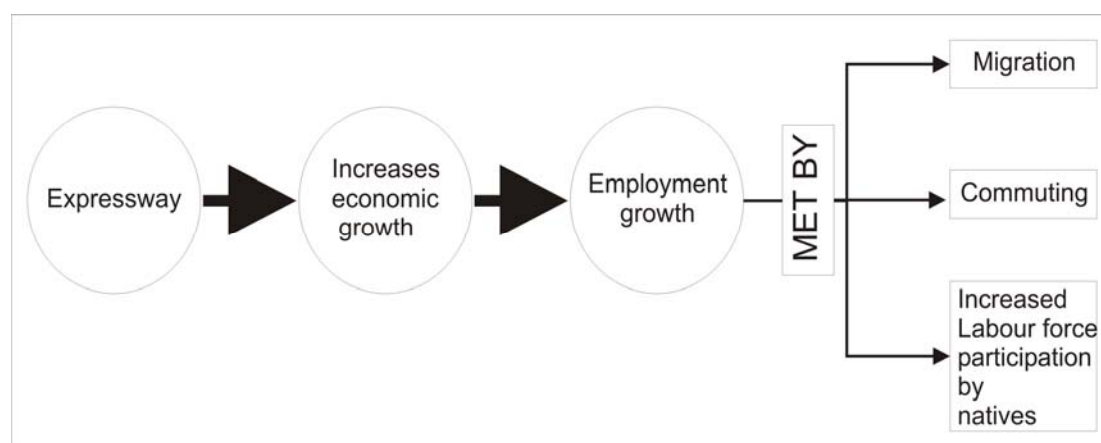 Expressway
Increases
economic
growth
Employment
growth
MET BY
Migration
Commuting
Increased
Labour force
participation
by
natives